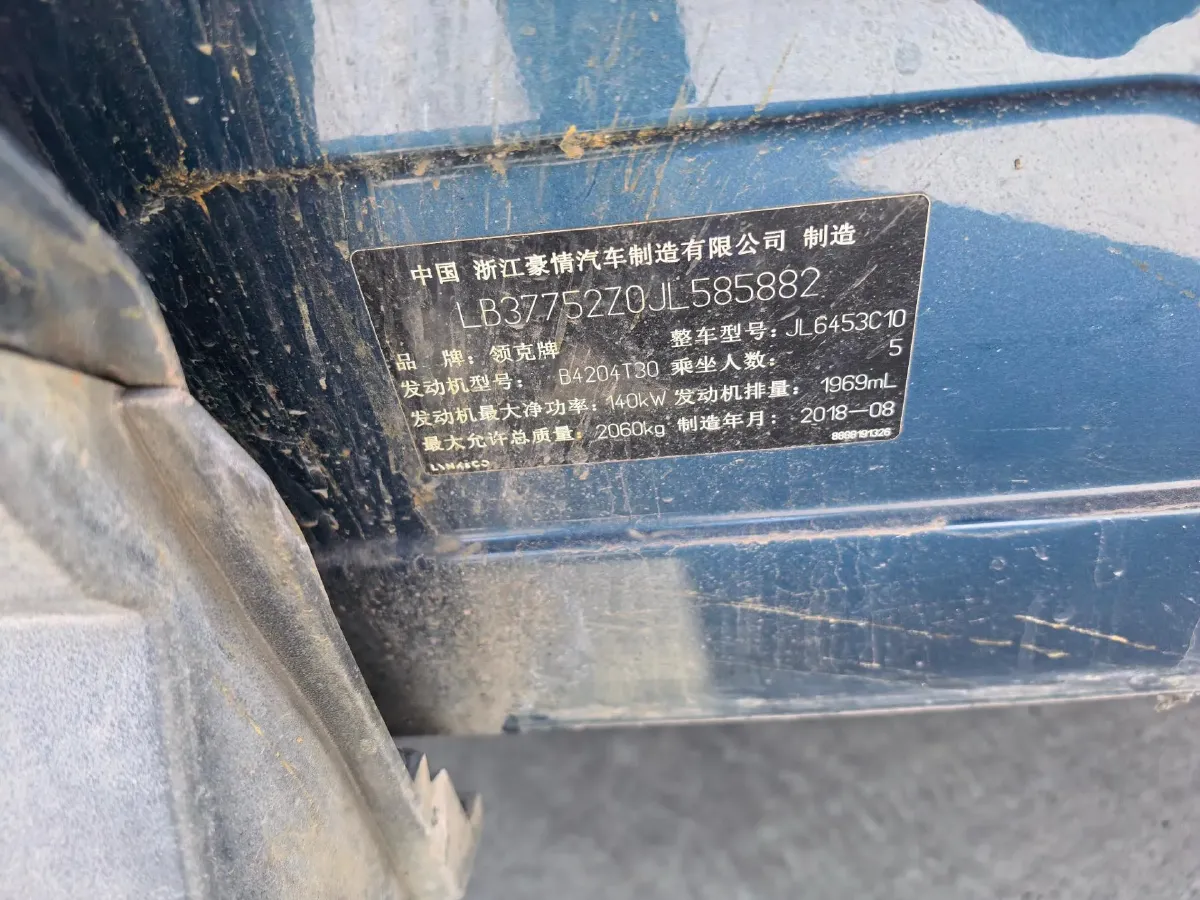 中国 浙江豪情汽车制造有限公司 制造
LB37752Z0JL585882
品 牌：领克牌 整车型号：JL6453C10
发动机型号： B4204T30 乘坐人数： 5
发动机最大净功率：140kW 发动机排量： 1969mL
最大允许总质量：2060kg 制造年月： 2018-08
LYNK&CO 8888191326